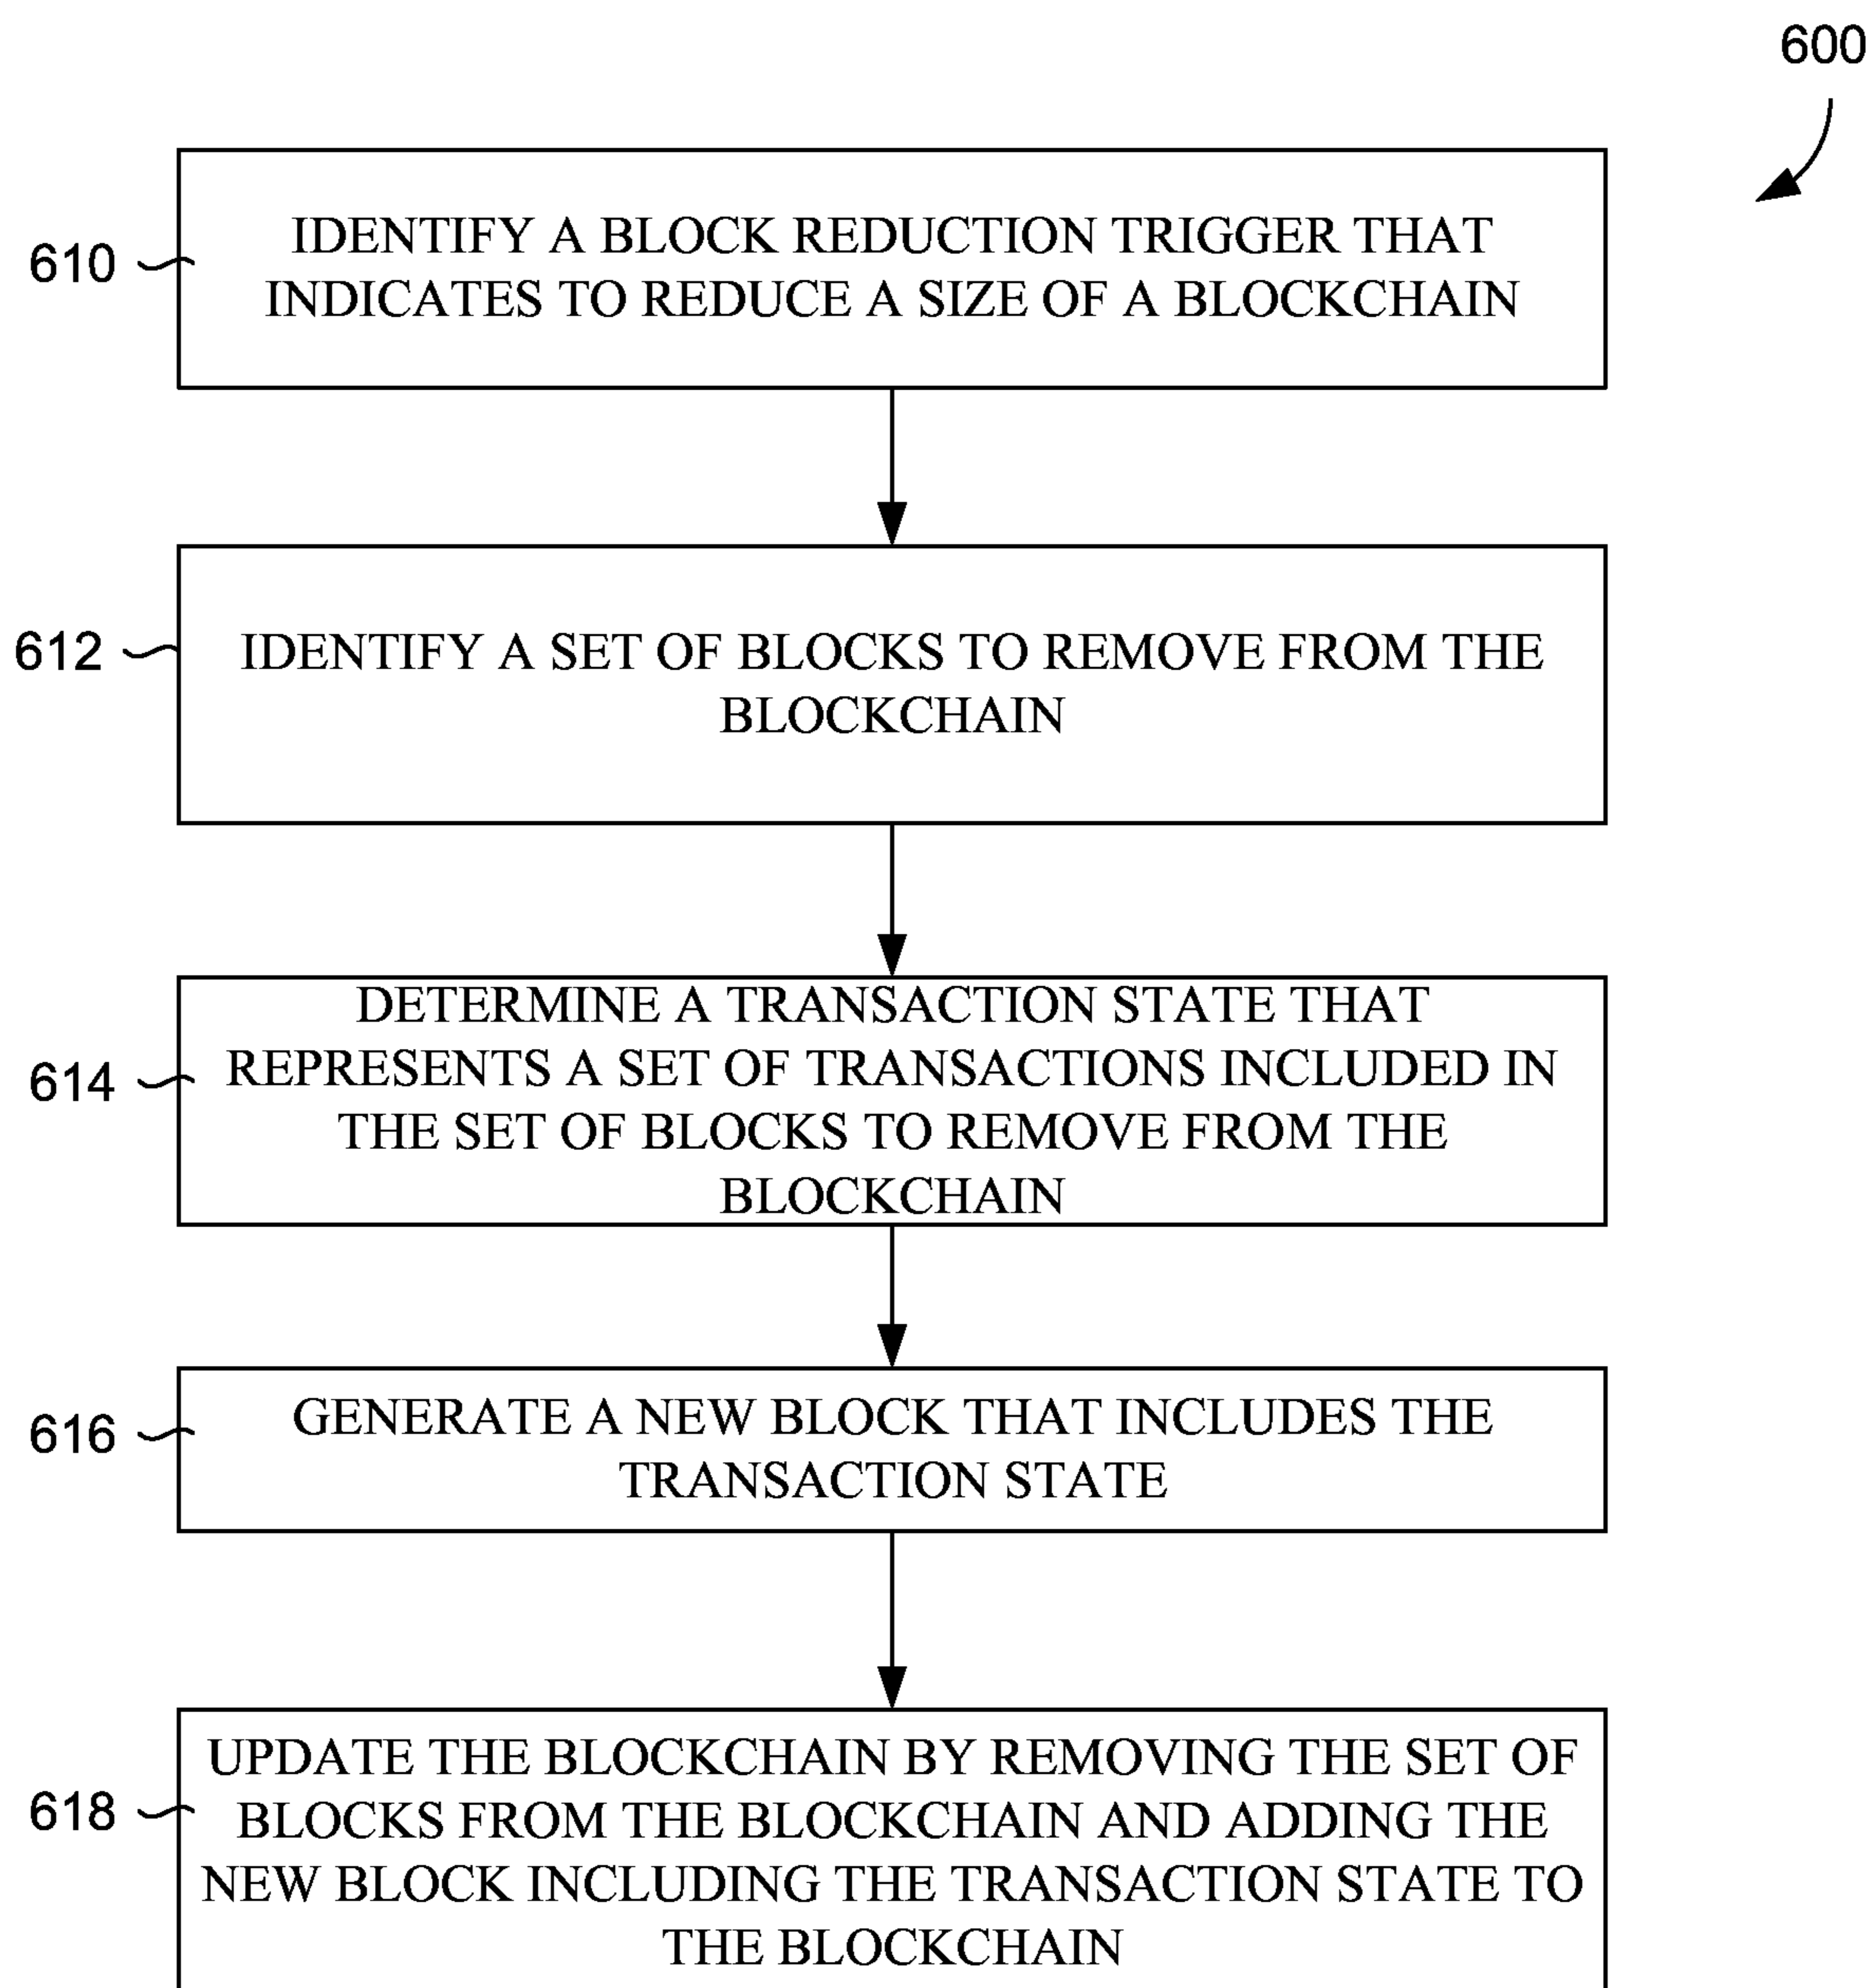 600
610
IDENTIFY A BLOCK REDUCTION TRIGGER THAT
INDICATES TO REDUCE A SIZE OF A BLOCKCHAIN
612
IDENTIFY A SET OF BLOCKS TO REMOVE FROM THE
BLOCKCHAIN
614
DETERMINE A TRANSACTION STATE THAT
REPRESENTS A SET OF TRANSACTIONS INCLUDED IN
THE SET OF BLOCKS TO REMOVE FROM THE
BLOCKCHAIN
616
GENERATE A NEW BLOCK THAT INCLUDES THE
TRANSACTION STATE
618
UPDATE THE BLOCKCHAIN BY REMOVING THE SET OF
BLOCKS FROM THE BLOCKCHAIN AND ADDING THE
NEW BLOCK INCLUDING THE TRANSACTION STATE TO
THE BLOCKCHAIN